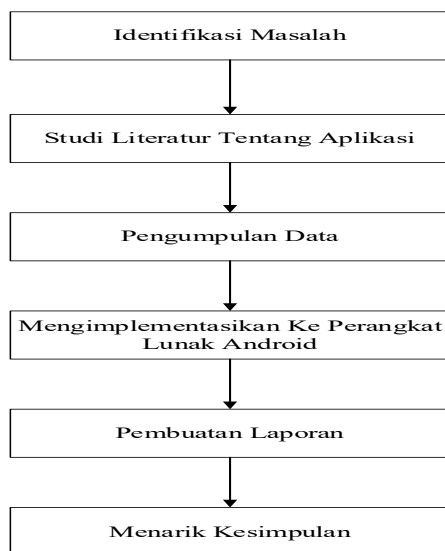 Identifikasi Masalah
Studi Literatur Tentang Aplikasi
Pengumpulan Data
Mengimplementasikan Ke Perangkat
Lunak Android
Pembuatan Laporan
Menarik Kesimpulan